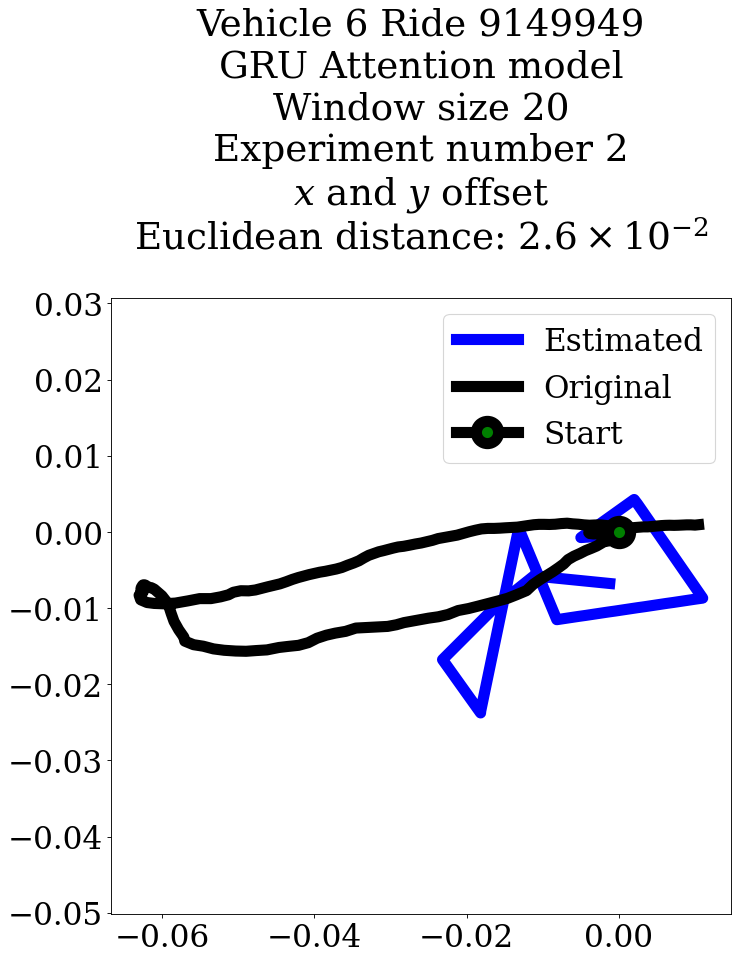 Vehicle 6 Ride 9149949
GRU Attention model
Window size 20
Experiment number 2
x and y offset
Euclidean distance: 2.6 × 10⁻²
0.03
0.02
0.01
0.00
−0.01
−0.02
−0.03
−0.04
−0.05
Estimated
Original
Start
−0.06 −0.04 −0.02 0.00